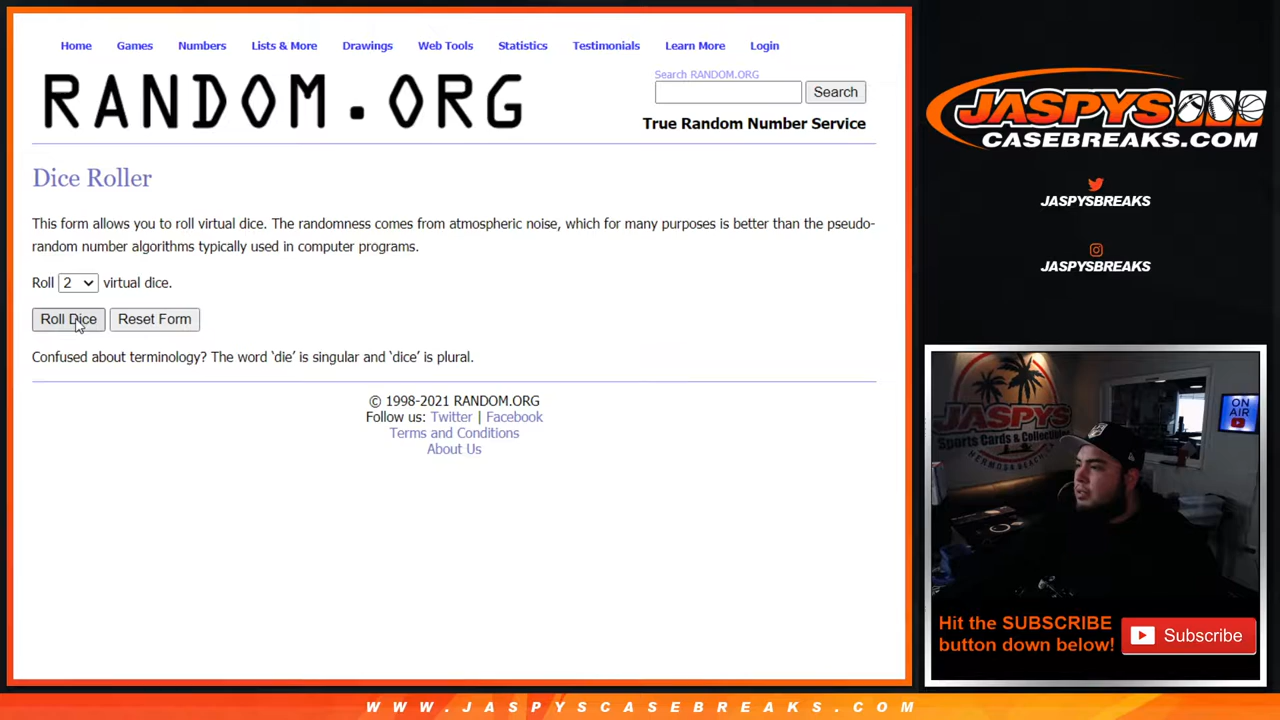 Home Games Numbers Lists & More Drawings Web Tools Statistics Testimonials Learn More Login
RANDOM.ORG
Search RANDOM.ORG
Search
True Random Number Service
Dice Roller
This form allows you to roll virtual dice. The randomness comes from atmospheric noise, which for many purposes is better than the pseudo-
random number algorithms typically used in computer programs.
Roll 2 virtual dice.
Roll Dice Reset Form
Confused about terminology? The word ‘die’ is singular and ‘dice’ is plural.
© 1998-2021 RANDOM.ORG
Follow us: Twitter | Facebook
Terms and Conditions
About Us
JASPYS
CASEBREAKS.COM
JASPYSBREAKS
JASPYSBREAKS
JASPYS
Sports Cards & Collectibles
HERMOSA BEACH, CA
ON
AIR
Hit the SUBSCRIBE
button down below!
Subscribe
WWW.JASPYSCASEBREAKS.COM